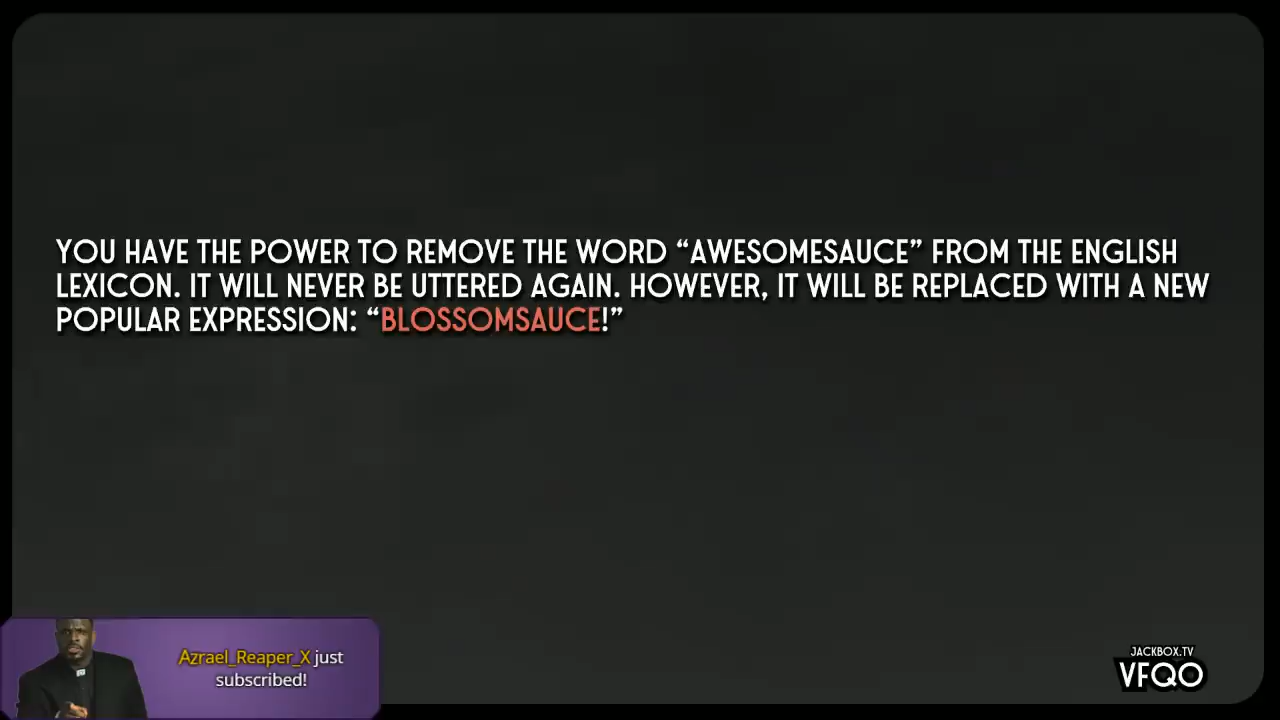 YOU HAVE THE POWER TO REMOVE THE WORD “AWESOMESAUCE” FROM THE ENGLISH
LEXICON. IT WILL NEVER BE UTTERED AGAIN. HOWEVER, IT WILL BE REPLACED WITH A NEW
POPULAR EXPRESSION: “BLOSSOMSAUCE!”
Azrael_Reaper_X just
subscribed!
JACKBOX.TV
VFQO